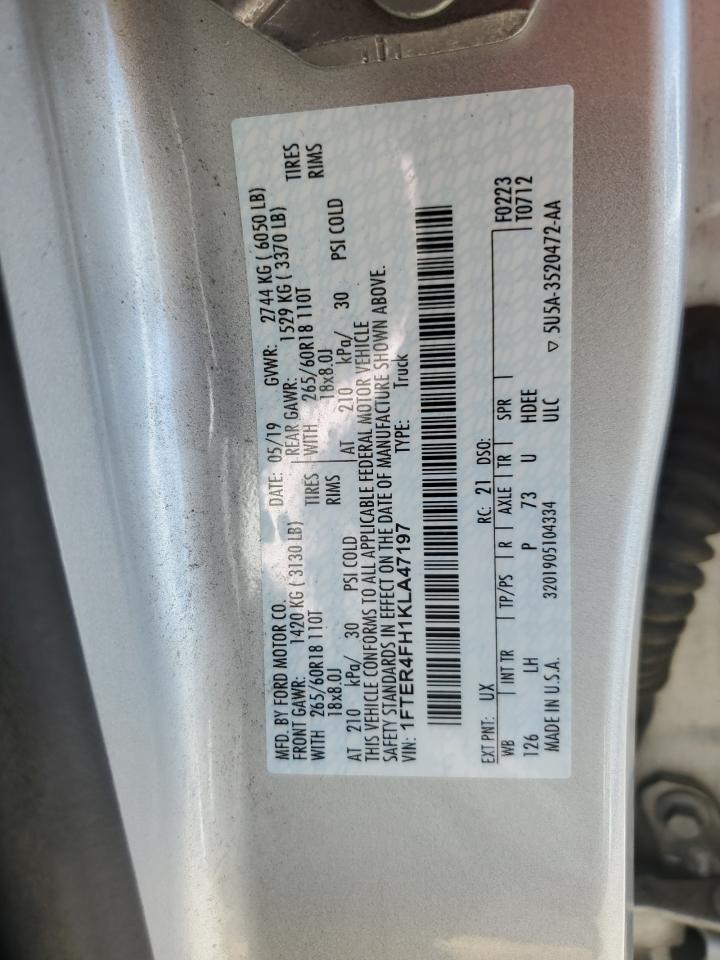 MFD. BY FORD MOTOR CO. DATE: 05/19 GVWR: 2744 KG ( 6050 LB)
FRONT GAWR: 1420 KG ( 3130 LB) REAR GAWR: 1529 KG ( 3370 LB)
WITH 265/60R18 110T TIRES WITH 265/60R18 110T TIRES
18x8.0J RIMS 18x8.0J RIMS
AT 210 kPa/ 30 PSI COLD AT 210 kPa/ 30 PSI COLD
THIS VEHICLE CONFORMS TO ALL APPLICABLE FEDERAL MOTOR VEHICLE
SAFETY STANDARDS IN EFFECT ON THE DATE OF MANUFACTURE SHOWN ABOVE.
VIN: 1FTER4FH1KLA47197 TYPE: Truck
EXT PNT: UX RC: 21 DSO:
WB INT TR TP/PS R AXLE TR SPR F0223
126 LH P 73 U HDEE T0712
MADE IN U.S.A. 3201905104334 ULC ▽ 5U5A-3520472-AA